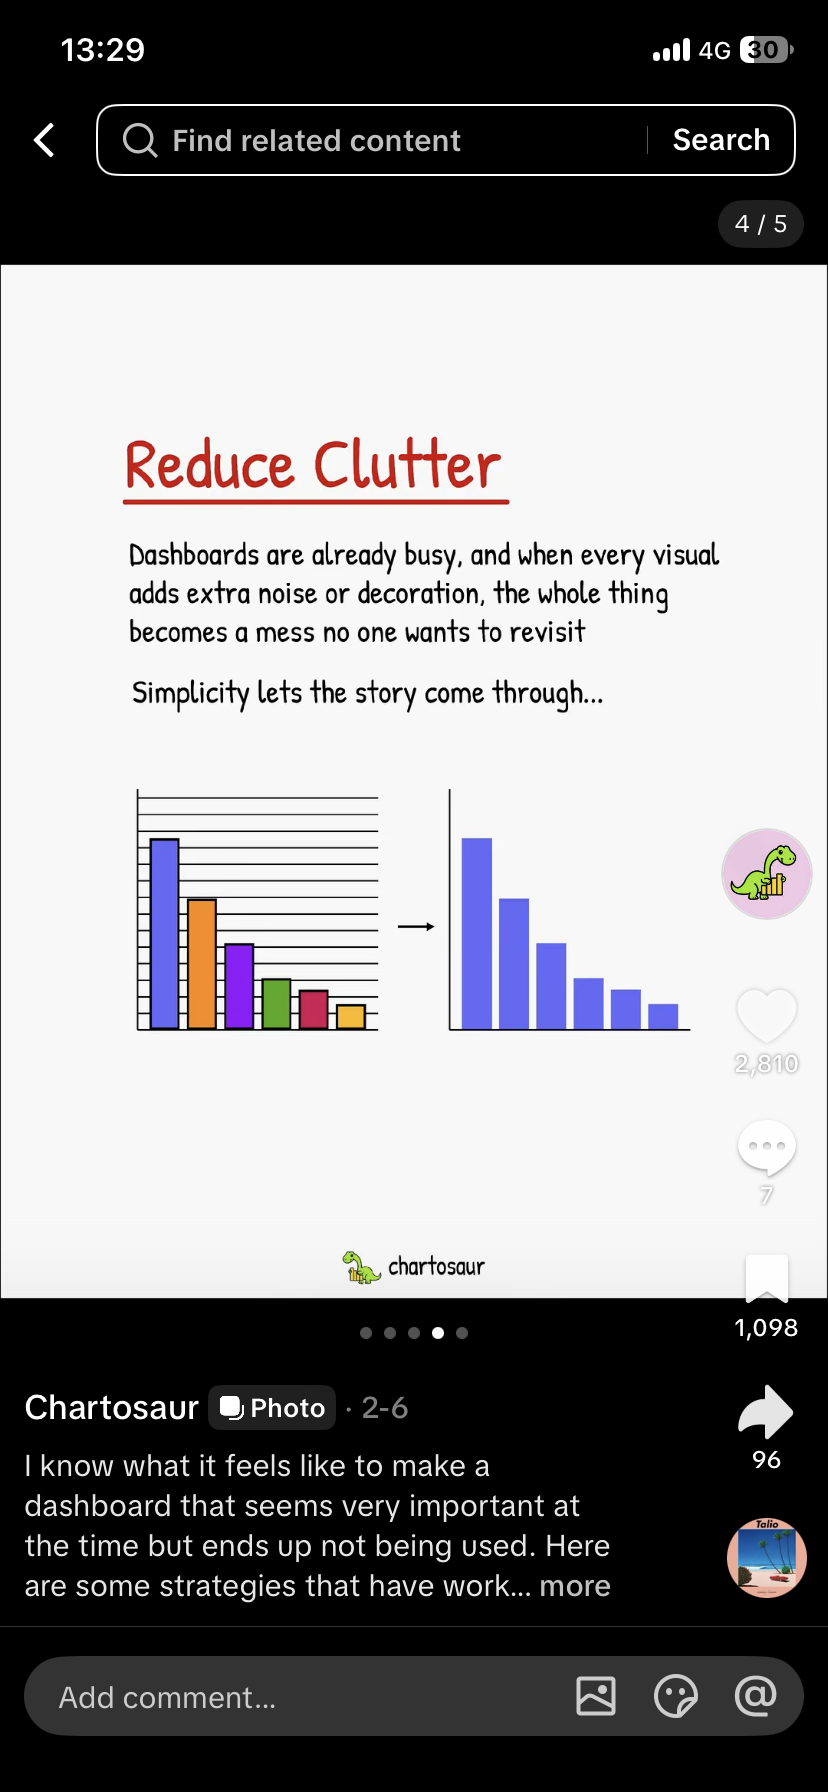 13:29
4G 30
Find related content
Search
4 / 5
Reduce Clutter
Dashboards are already busy, and when every visual
adds extra noise or decoration, the whole thing
becomes a mess no one wants to revisit
Simplicity lets the story come through...
2,810
7
chartosaur
1,098
Chartosaur Photo · 2-6
I know what it feels like to make a
dashboard that seems very important at
the time but ends up not being used. Here
are some strategies that have work... more
96
Talio
Add comment...